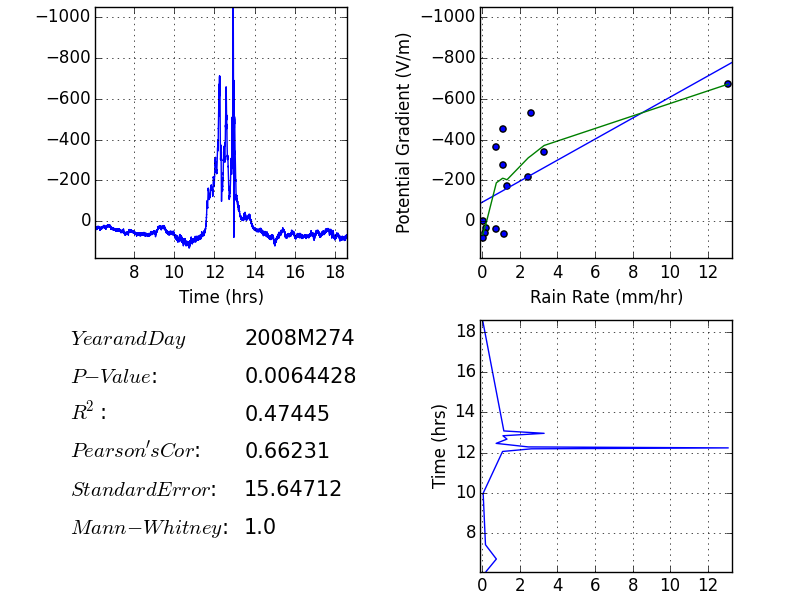 −1000
−800
−600
−400
−200
0
8 10 12 14 16 18
Time (hrs)
Potential Gradient (V/m)
−1000
−800
−600
−400
−200
0
0 2 4 6 8 10 12
Rain Rate (mm/hr)
YearandDay 2008M274
P−Value: 0.0064428
R²: 0.47445
Pearson′sCor: 0.66231
StandardError: 15.64712
Mann−Whitney: 1.0
Time (hrs)
18
16
14
12
10
8
0 2 4 6 8 10 12